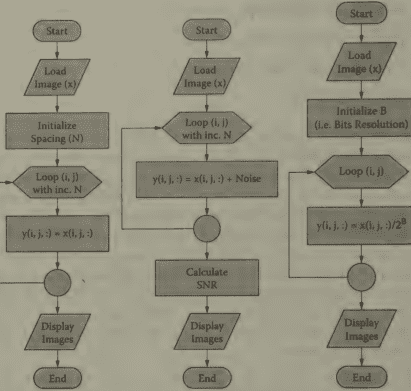 Start
Load
Image (x)
Initialize
Spacing (N)
Loop (i, j)
with inc. N
y(i, j, :) = x(i, j, :)
Display
Images
End
Start
Load
Image (x)
Loop (i, j)
with inc. N
y(i, j, :) = x(i, j, :) + Noise
Calculate
SNR
Display
Images
End
Start
Load
Image (x)
Initialize B
(i.e. Bits Resolution)
Loop (i, j)
y(i, j, :) = x(i, j, :)/2^B
Display
Images
End